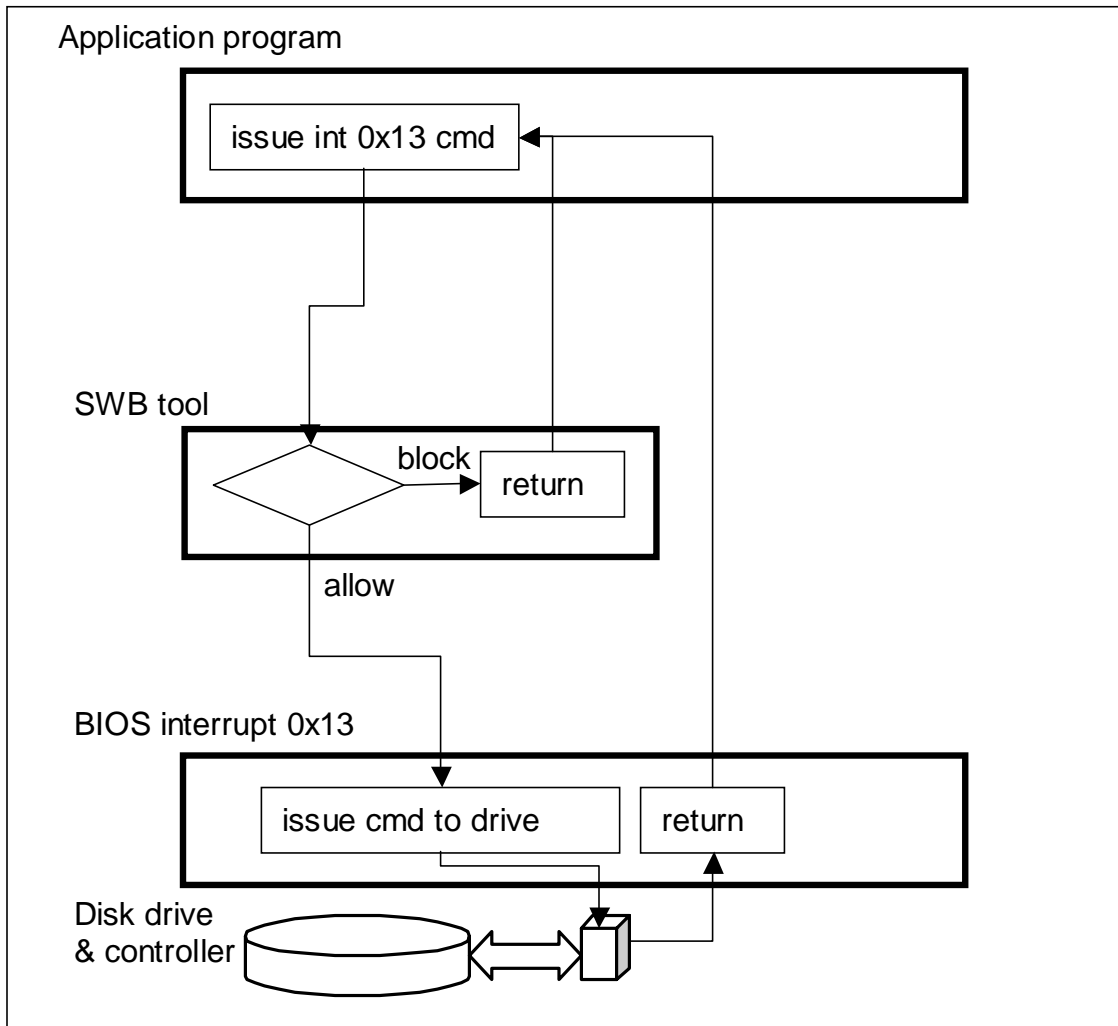 Application program
issue int 0x13 cmd
SWB tool
block
return
allow
BIOS interrupt 0x13
issue cmd to drive
return
Disk drive
& controller